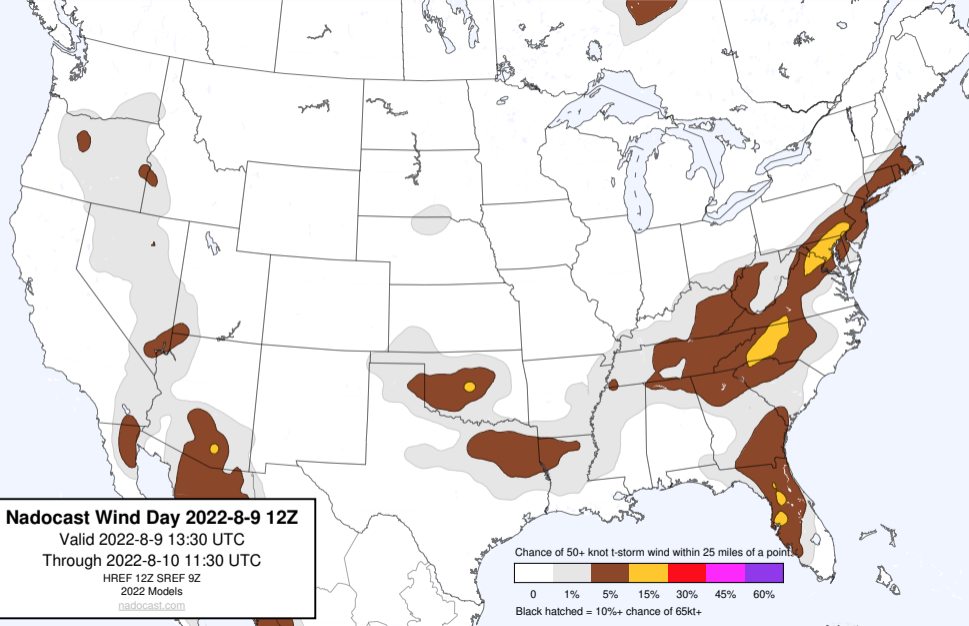 Nadocast Wind Day 2022-8-9 12Z
Valid 2022-8-9 13:30 UTC
Through 2022-8-10 11:30 UTC
HREF 12Z SREF 9Z
2022 Models
nadocast.com
Chance of 50+ knot t-storm wind within 25 miles of a point.
0 1% 5% 15% 30% 45% 60%
Black hatched = 10%+ chance of 65kt+